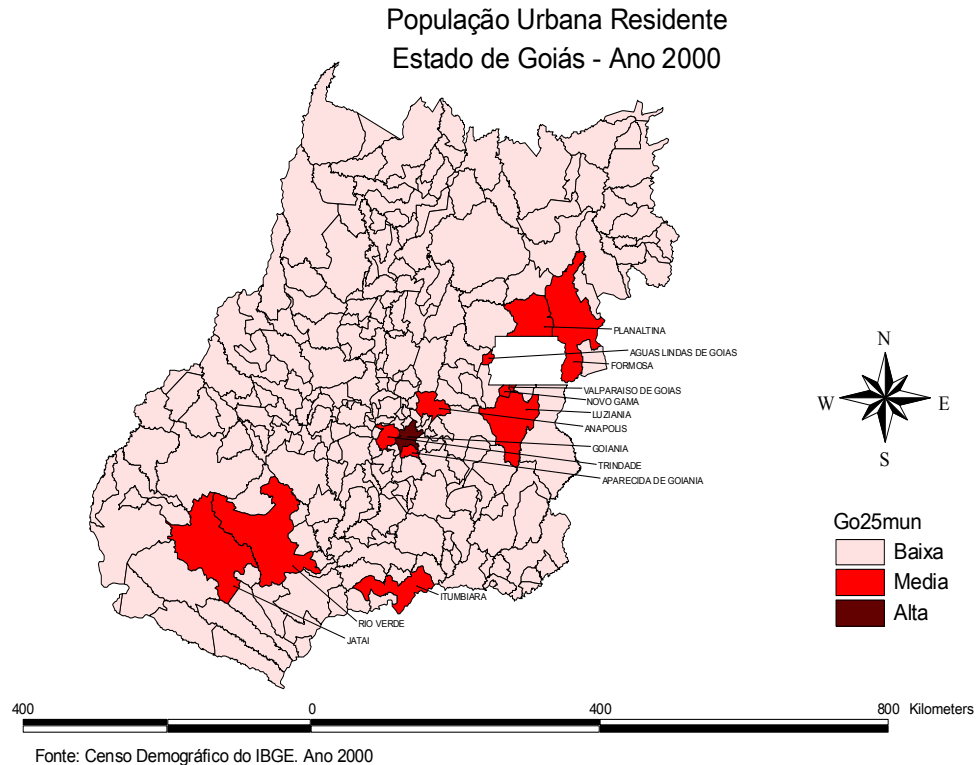 População Urbana Residente
Estado de Goiás - Ano 2000
PLANALTINA
AGUAS LINDAS DE GOIAS
FORMOSA
VALPARAISO DE GOIAS
NOVO GAMA
LUZIANIA
ANAPOLIS
GOIANIA
TRINDADE
APARECIDA DE GOIANIA
ITUMBIARA
RIO VERDE
JATAI
N
W E
S
Go25mun
Baixa
Media
Alta
400 0 400 800 Kilometers
Fonte: Censo Demográfico do IBGE. Ano 2000